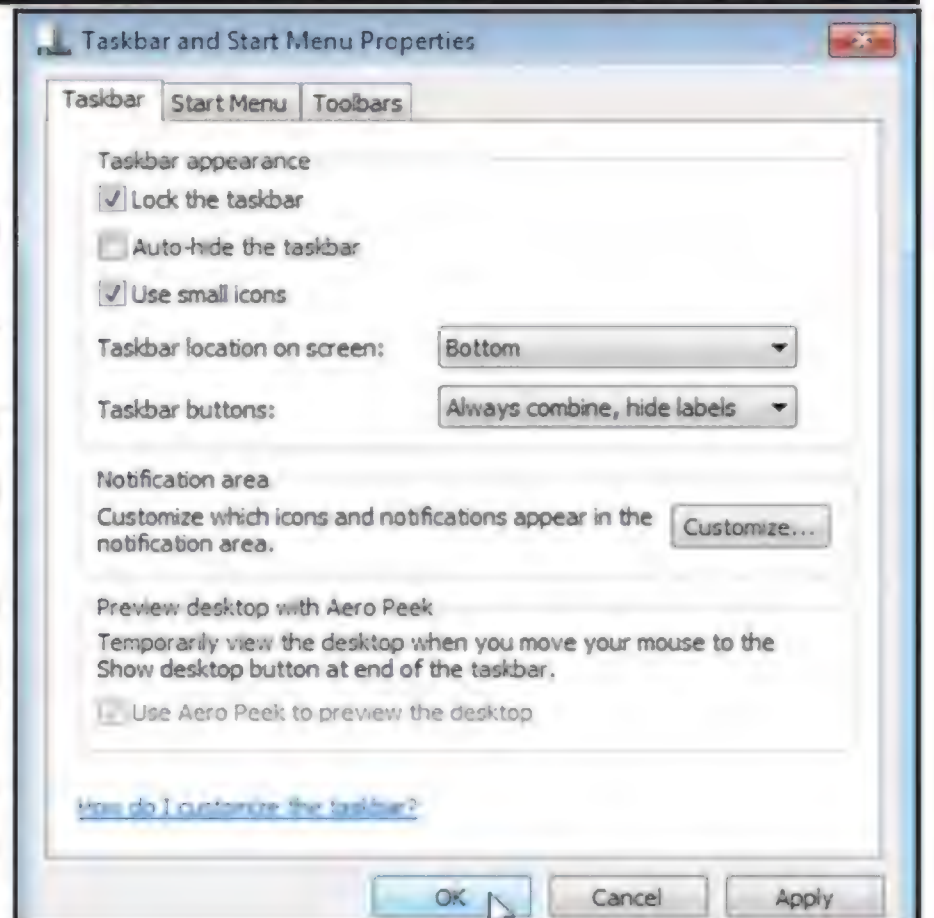 Taskbar and Start Menu Properties
Taskbar
Start Menu
Toolbars
Taskbar appearance
Lock the taskbar
Auto-hide the taskbar
Use small icons
Taskbar location on screen:
Bottom
Taskbar buttons:
Always combine, hide labels
Notification area
Customize which icons and notifications appear in the
notification area.
Customize...
Preview desktop with Aero Peek
Temporarily view the desktop when you move your mouse to the
Show desktop button at end of the taskbar.
Use Aero Peek to preview the desktop
How do I customize the taskbar?
OK
Cancel
Apply